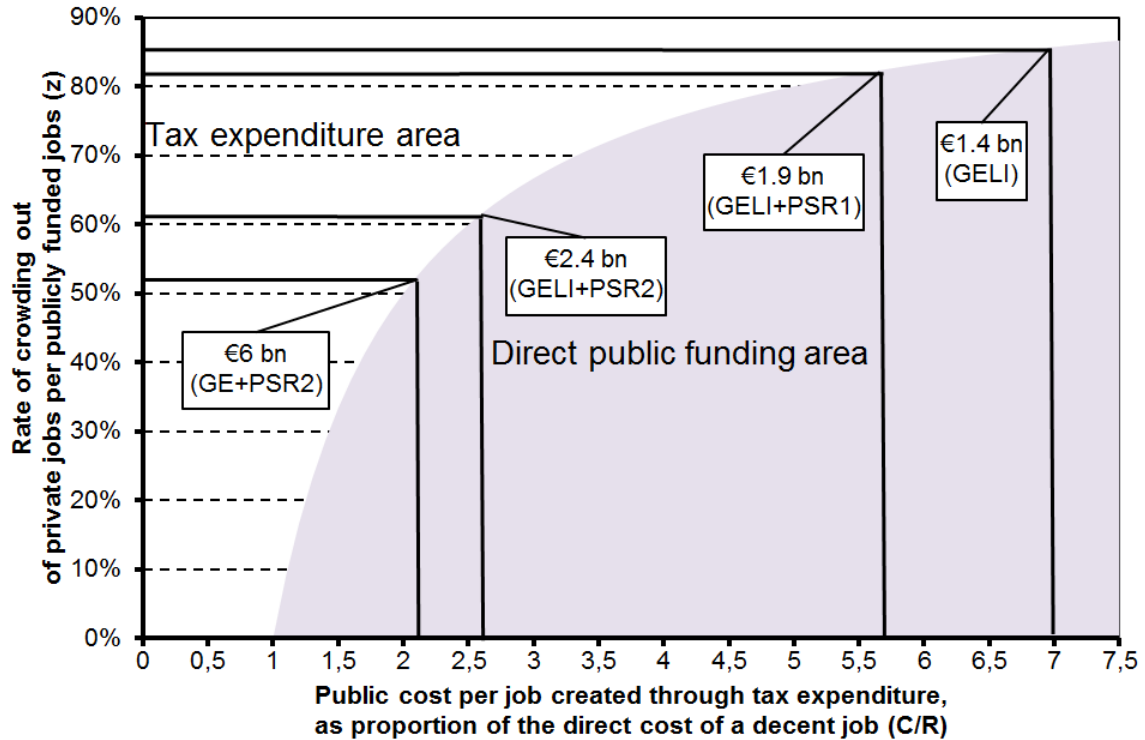 90%
80%
70%
60%
50%
40%
30%
20%
10%
0%
Rate of crowding out
of private jobs per publicly funded jobs (z)
Tax expenditure area
€1.4 bn
(GELI)
€1.9 bn
(GELI+PSR1)
€2.4 bn
(GELI+PSR2)
€6 bn
(GE+PSR2)
Direct public funding area
0 0,5 1 1,5 2 2,5 3 3,5 4 4,5 5 5,5 6 6,5 7 7,5
Public cost per job created through tax expenditure,
as proportion of the direct cost of a decent job (C/R)